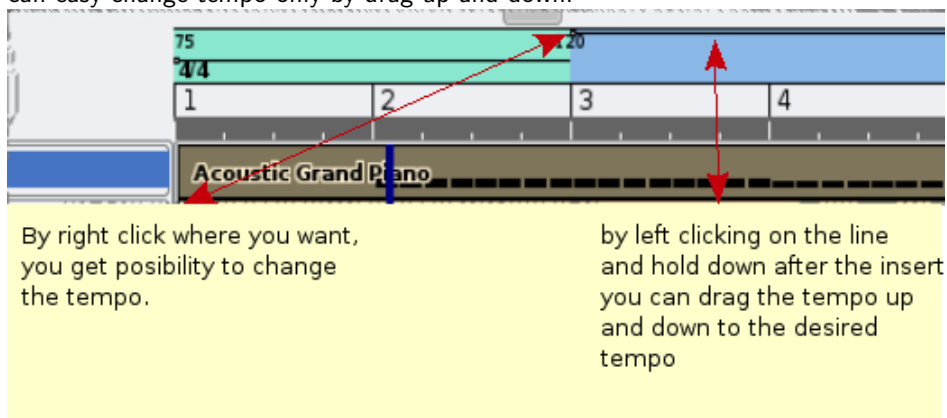 can easy change tempo only by drag up and down.
75 120
4/4
1 2 3 4
Acoustic Grand Piano
By right click where you want,
you get posibility to change
the tempo.
by left clicking on the line
and hold down after the insert
you can drag the tempo up
and down to the desired
tempo